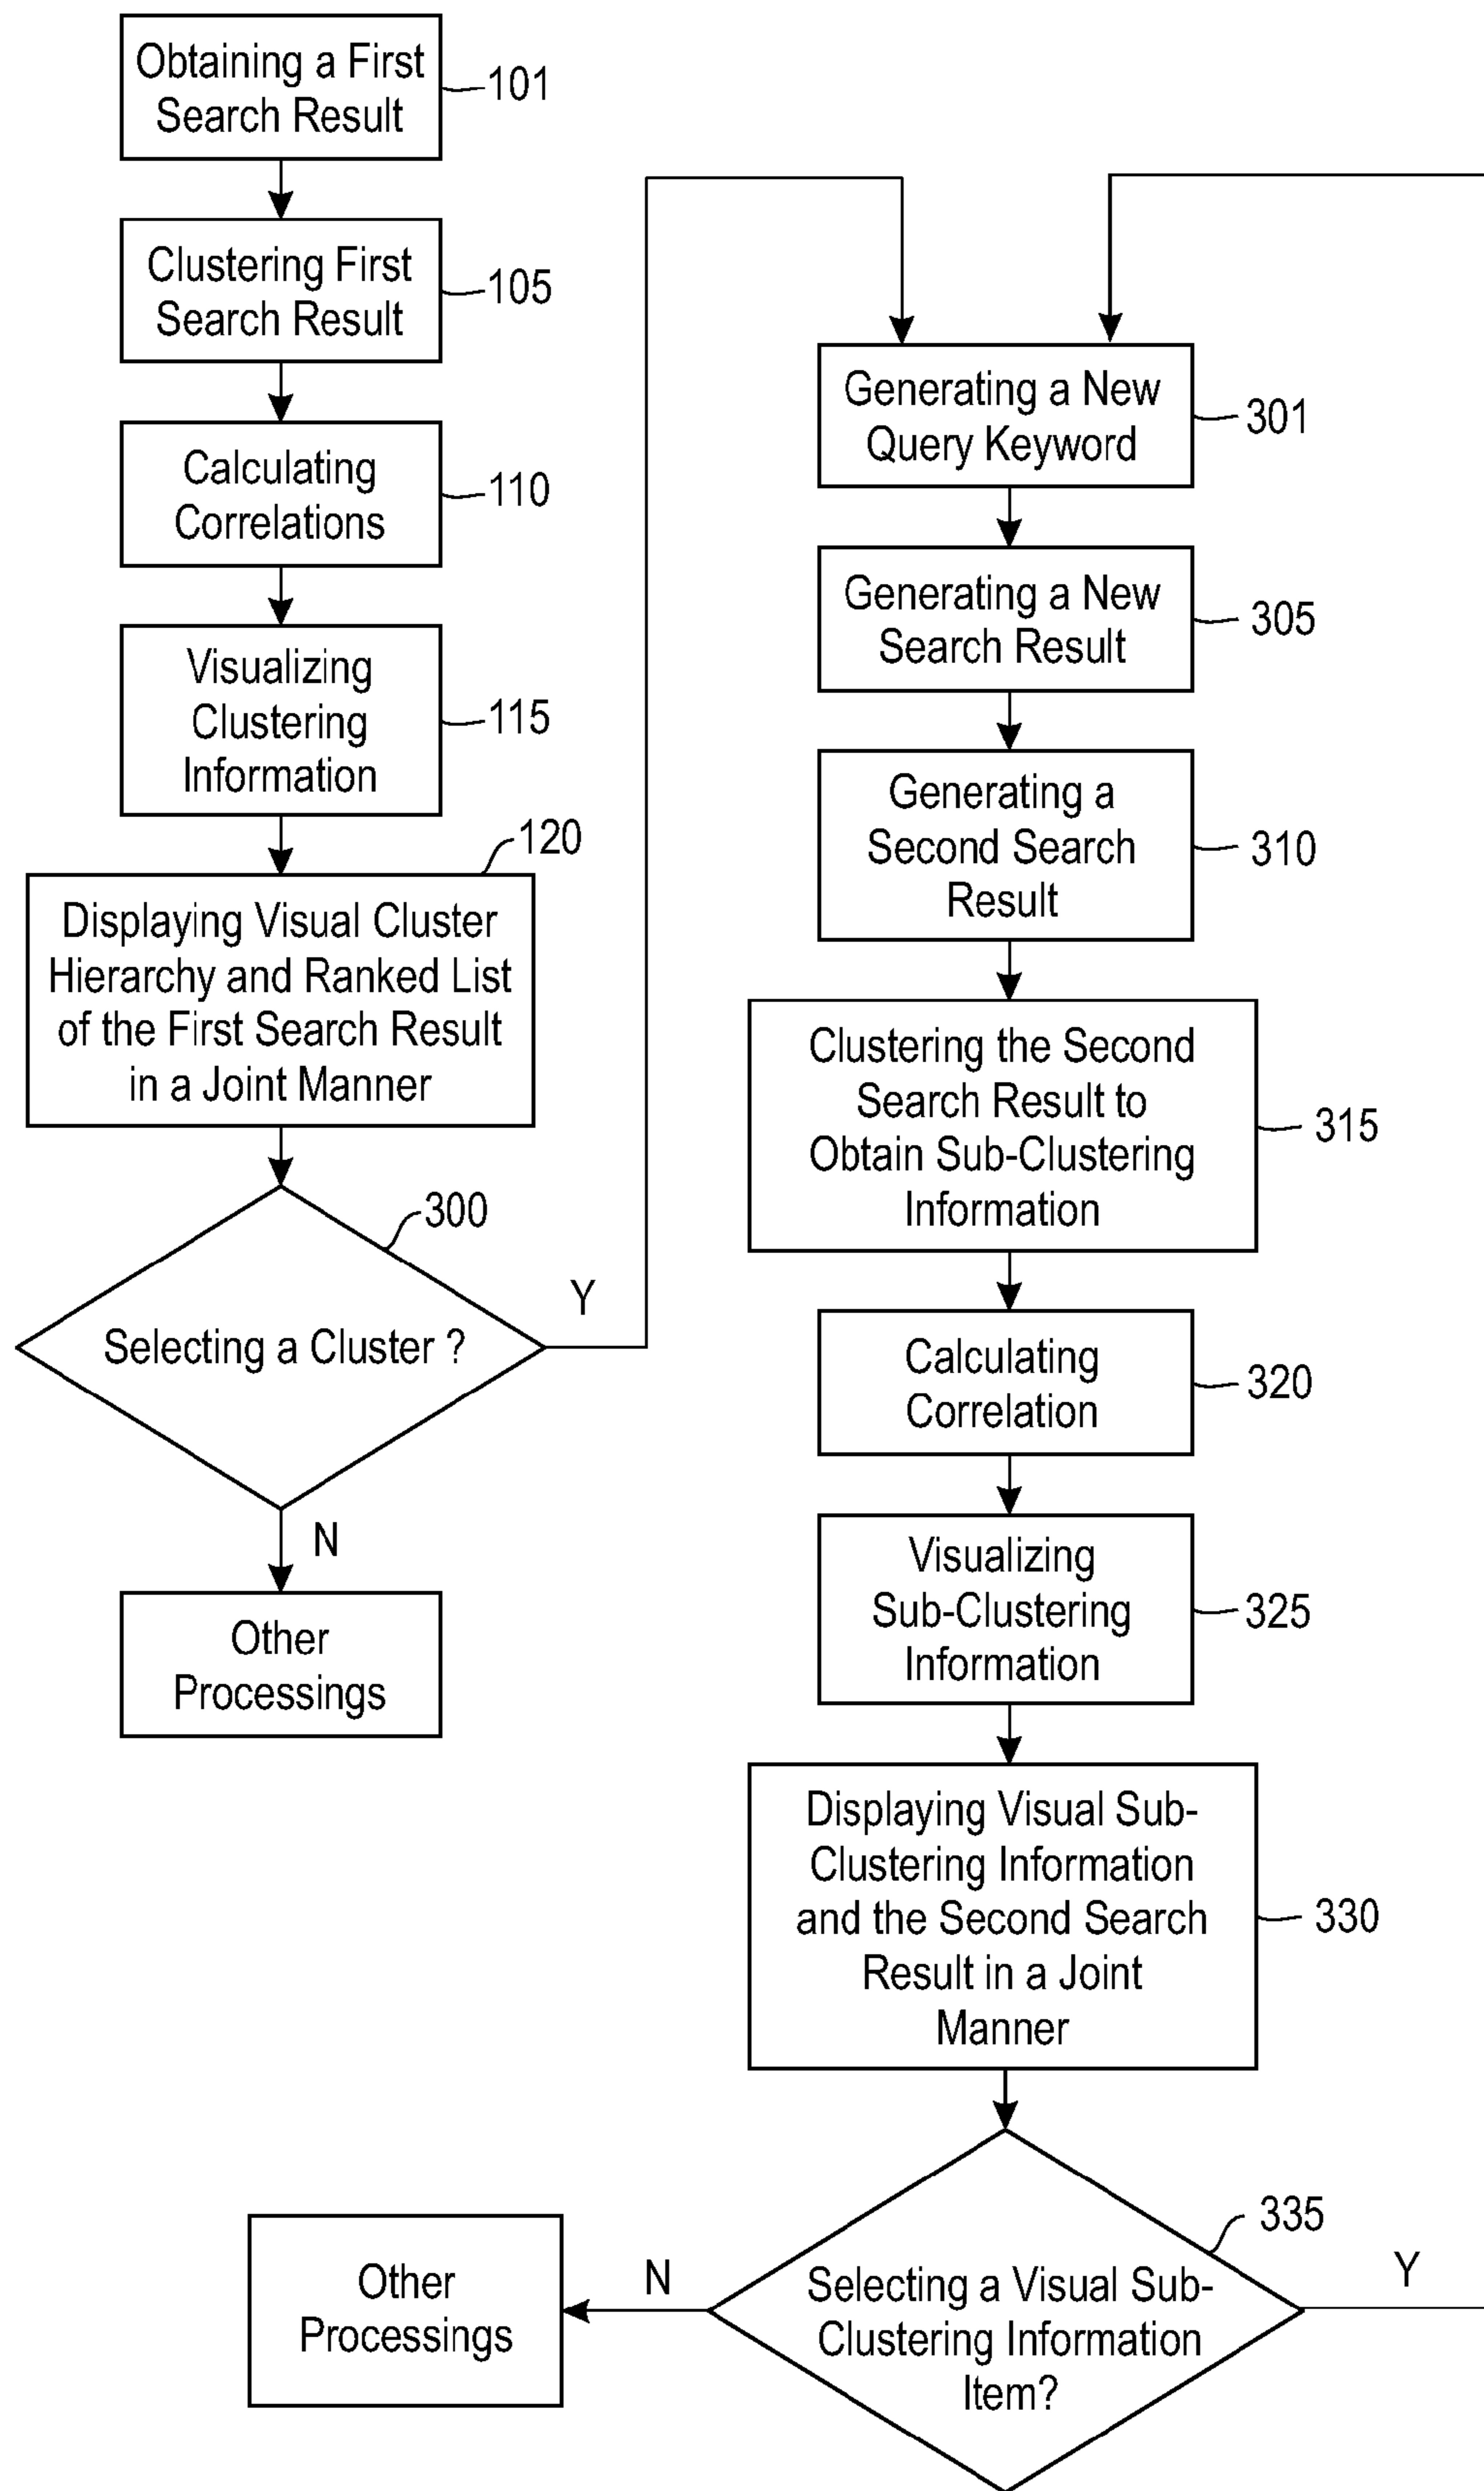 Obtaining a First
Search Result
101
Clustering First
Search Result
105
Calculating
Correlations
110
Visualizing
Clustering
Information
115
120
Displaying Visual Cluster
Hierarchy and Ranked List
of the First Search Result
in a Joint Manner
300
Selecting a Cluster ?
Y
N
Other
Processings
Generating a New
Query Keyword
301
Generating a New
Search Result
305
Generating a
Second Search
Result
310
Clustering the Second
Search Result to
Obtain Sub-Clustering
Information
315
Calculating
Correlation
320
Visualizing
Sub-Clustering
Information
325
Displaying Visual Sub-
Clustering Information
and the Second Search
Result in a Joint
Manner
330
335
Selecting a Visual Sub-
Clustering Information
Item?
Y
N
Other
Processings